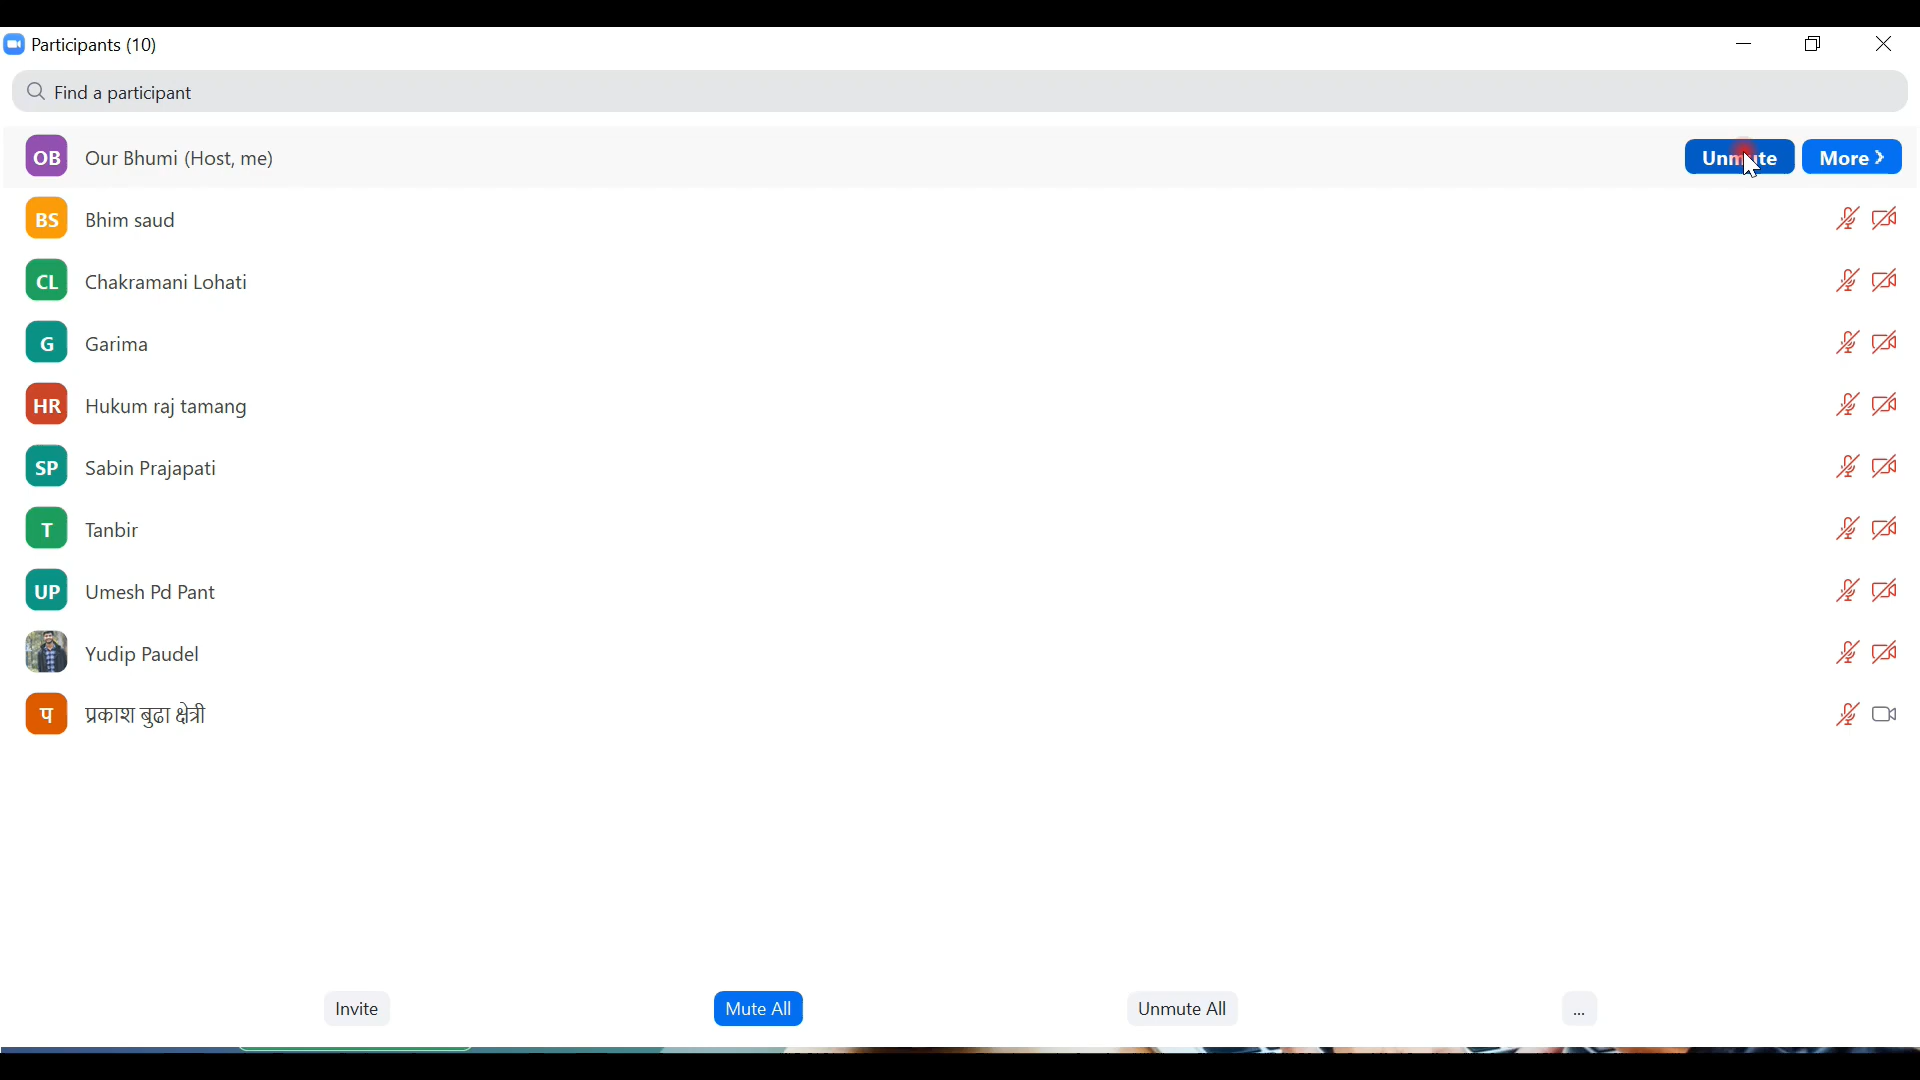 Participants (10)
Find a participant
OB Our Bhumi (Host, me) Unmute More
BS Bhim saud
CL Chakramani Lohati
G Garima
HR Hukum raj tamang
SP Sabin Prajapati
T Tanbir
UP Umesh Pd Pant
Yudip Paudel
प प्रकाश बुढा क्षेत्री
Invite Mute All Unmute All ...